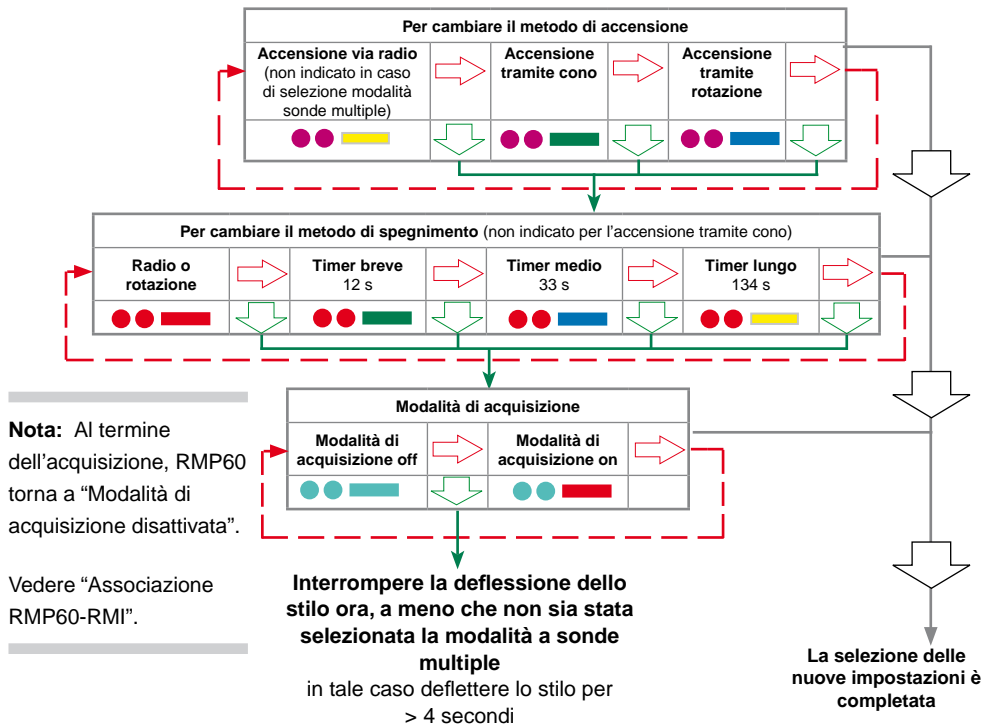 Per cambiare il metodo di accensione
Accensione via radio
(non indicato in caso
di selezione modalità
sonde multiple)
Accensione
tramite cono
Accensione
tramite
rotazione
Per cambiare il metodo di spegnimento (non indicato per l'accensione tramite cono)
Radio o
rotazione
Timer breve
12 s
Timer medio
33 s
Timer lungo
134 s
Modalità di acquisizione
Modalità di
acquisizione off
Modalità di
acquisizione on
Nota: Al termine
dell'acquisizione, RMP60
torna a “Modalità di
acquisizione disattivata”.
Vedere “Associazione
RMP60-RMI”.
Interrompere la deflessione dello
stilo ora, a meno che non sia stata
selezionata la modalità a sonde
multiple
in tale caso deflettere lo stilo per
> 4 secondi
La selezione delle
nuove impostazioni è
completata